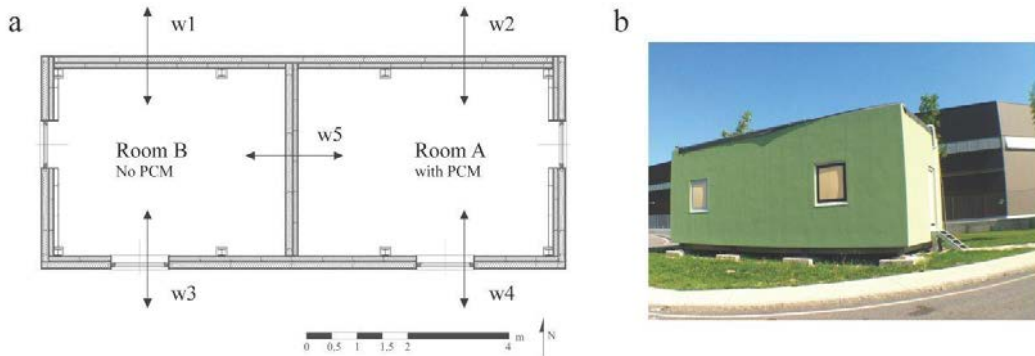 a
b
w1
w2
Room B
No PCM
w5
Room A
with PCM
w3
w4
0 0,5 1 1,5 2 4 m
N